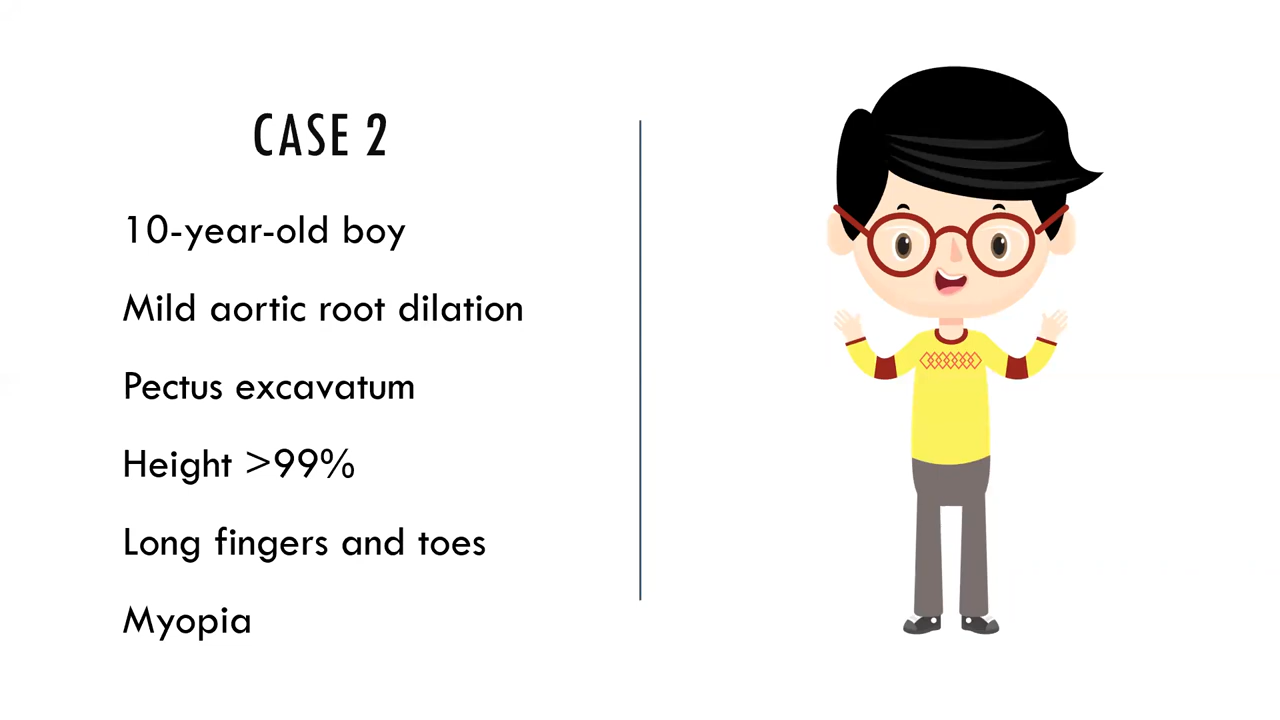 CASE 2
10-year-old boy
Mild aortic root dilation
Pectus excavatum
Height >99%
Long fingers and toes
Myopia